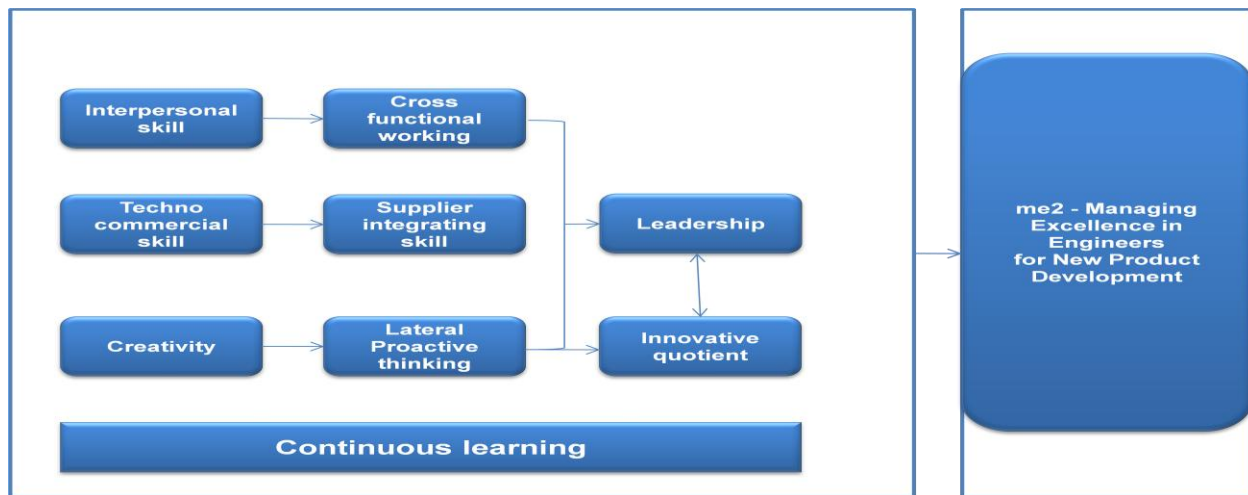 Interpersonal
skill
Cross
functional
working
Techno
commercial
skill
Supplier
integrating
skill
Leadership
Creativity
Lateral
Proactive
thinking
Innovative
quotient
Continuous learning
me2 - Managing
Excellence in
Engineers
for New Product
Development